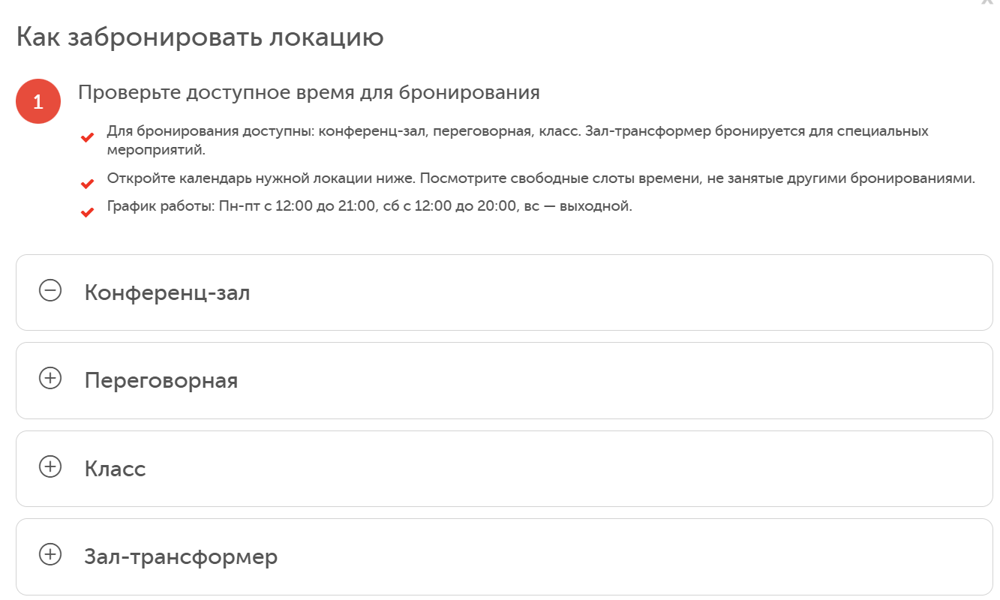 Как забронировать локацию
1
Проверьте доступное время для бронирования
Для бронирования доступны: конференц-зал, переговорная, класс. Зал-трансформер бронируется для специальных
мероприятий.
Откройте календарь нужной локации ниже. Посмотрите свободные слоты времени, не занятые другими бронированиями.
График работы: Пн-пт с 12:00 до 21:00, сб с 12:00 до 20:00, вс — выходной.
Конференц-зал
Переговорная
Класс
Зал-трансформер